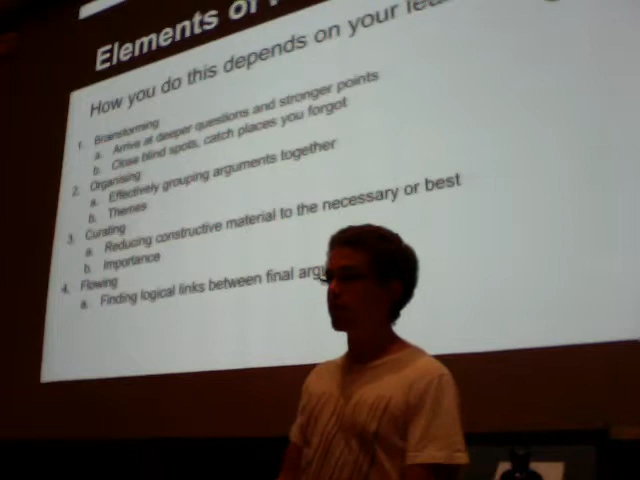 Elements of
How you do this depends on your
1. Brainstorming
a. Arrive at deeper questions and stronger points
b. Close blind spots, catch places you forgot
2. Organising
a. Effectively grouping arguments together
b. Themes
3. Curating
a. Reducing constructive material to the necessary or best
b. Importance
4. Flowing
a. Finding logical links between final